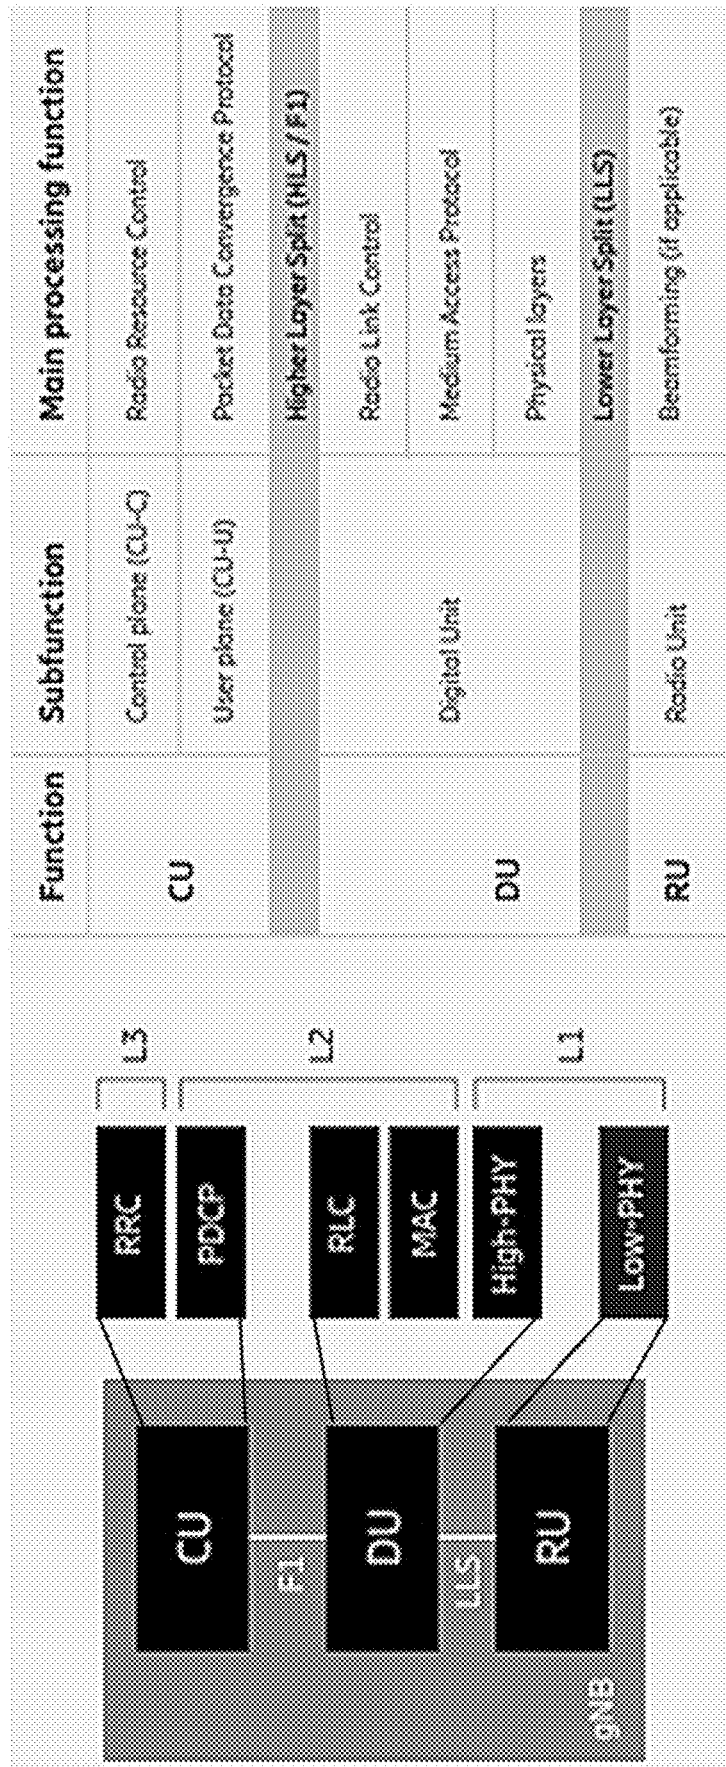 gNB
CU
F1
DU
LLS
RU
RRC
PDCP
RLC
MAC
High-PHY
Low-PHY
L3
L2
L1
Function
Subfunction
Main processing function
CU
Control plane (CU-C)
Radio Resource Control
User plane (CU-U)
Packet Data Convergence Protocol
Higher Layer Split (HLS / F1)
DU
Digital Unit
Radio Link Control
Medium Access Protocol
Physical layers
Lower Layer Split (LLS)
RU
Radio Unit
Beamforming (if applicable)